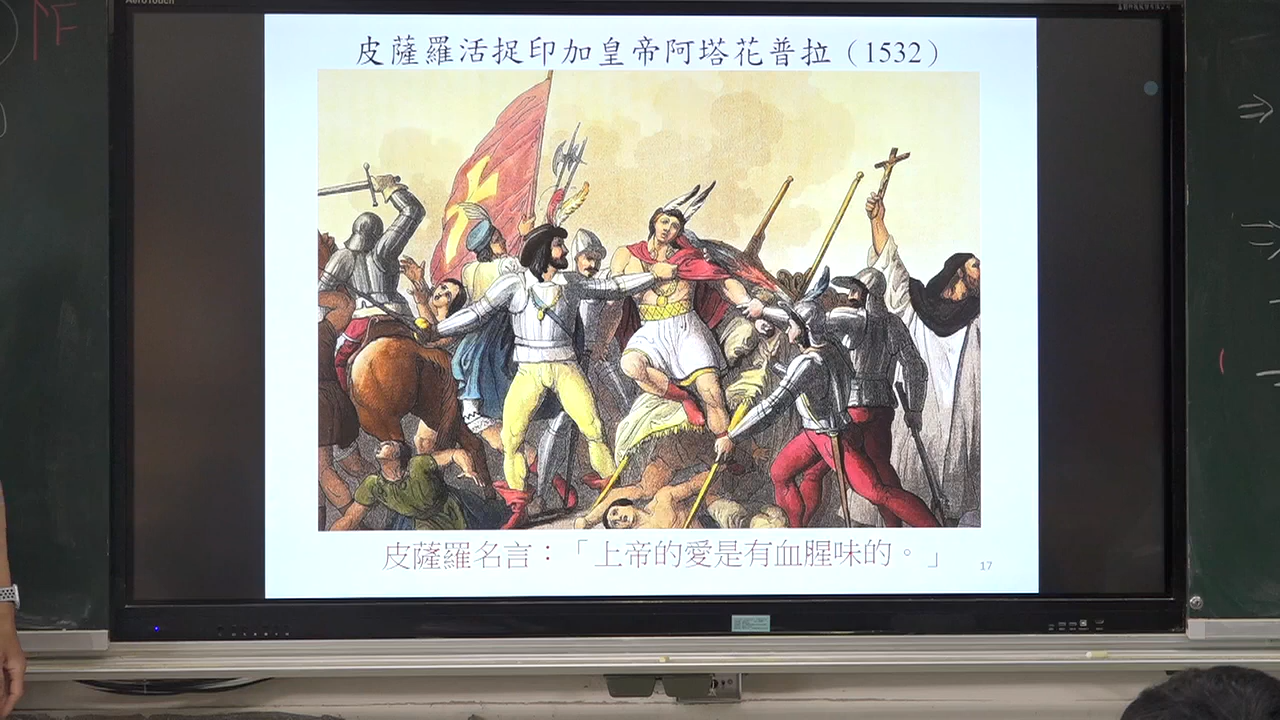 AeroTouch
皮薩羅活捉印加皇帝阿塔花普拉（1532）
皮薩羅名言：「上帝的愛是有血腥味的。」
17